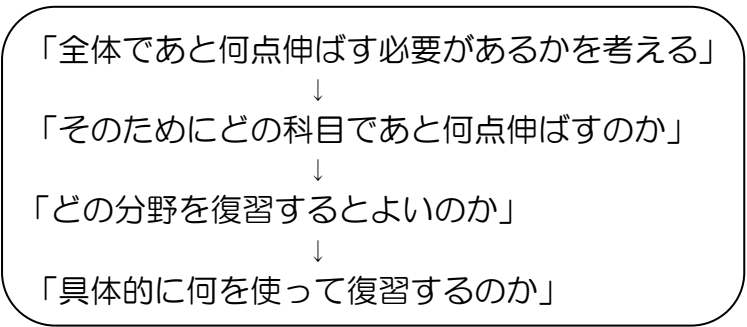 「全体であと何点伸ばす必要があるかを考える」
↓
「そのためにどの科目であと何点伸ばすのか」
↓
「どの分野を復習するとよいのか」
↓
「具体的に何を使って復習するのか」